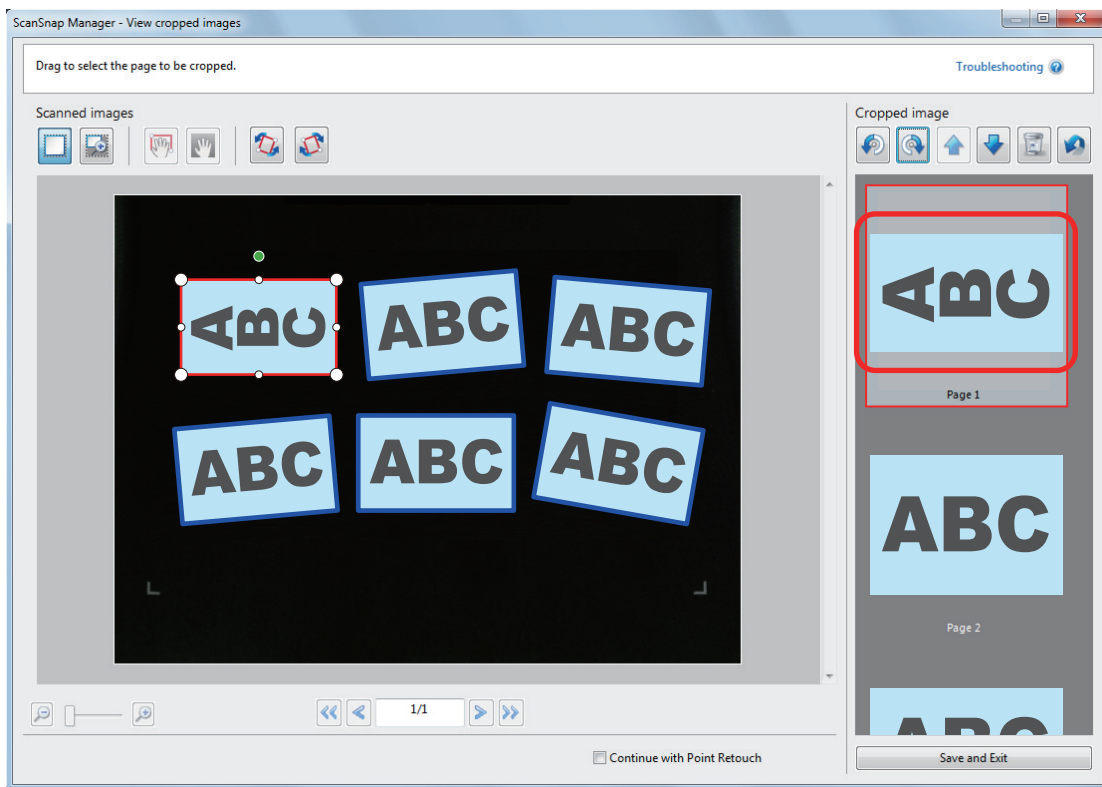 ScanSnap Manager - View cropped images
Drag to select the page to be cropped.
Troubleshooting
Scanned images
Cropped image
ABC
ABC
ABC
ABC
ABC
ABC
1/1
Continue with Point Retouch
ABC
Page 1
ABC
Page 2
ABC
Save and Exit